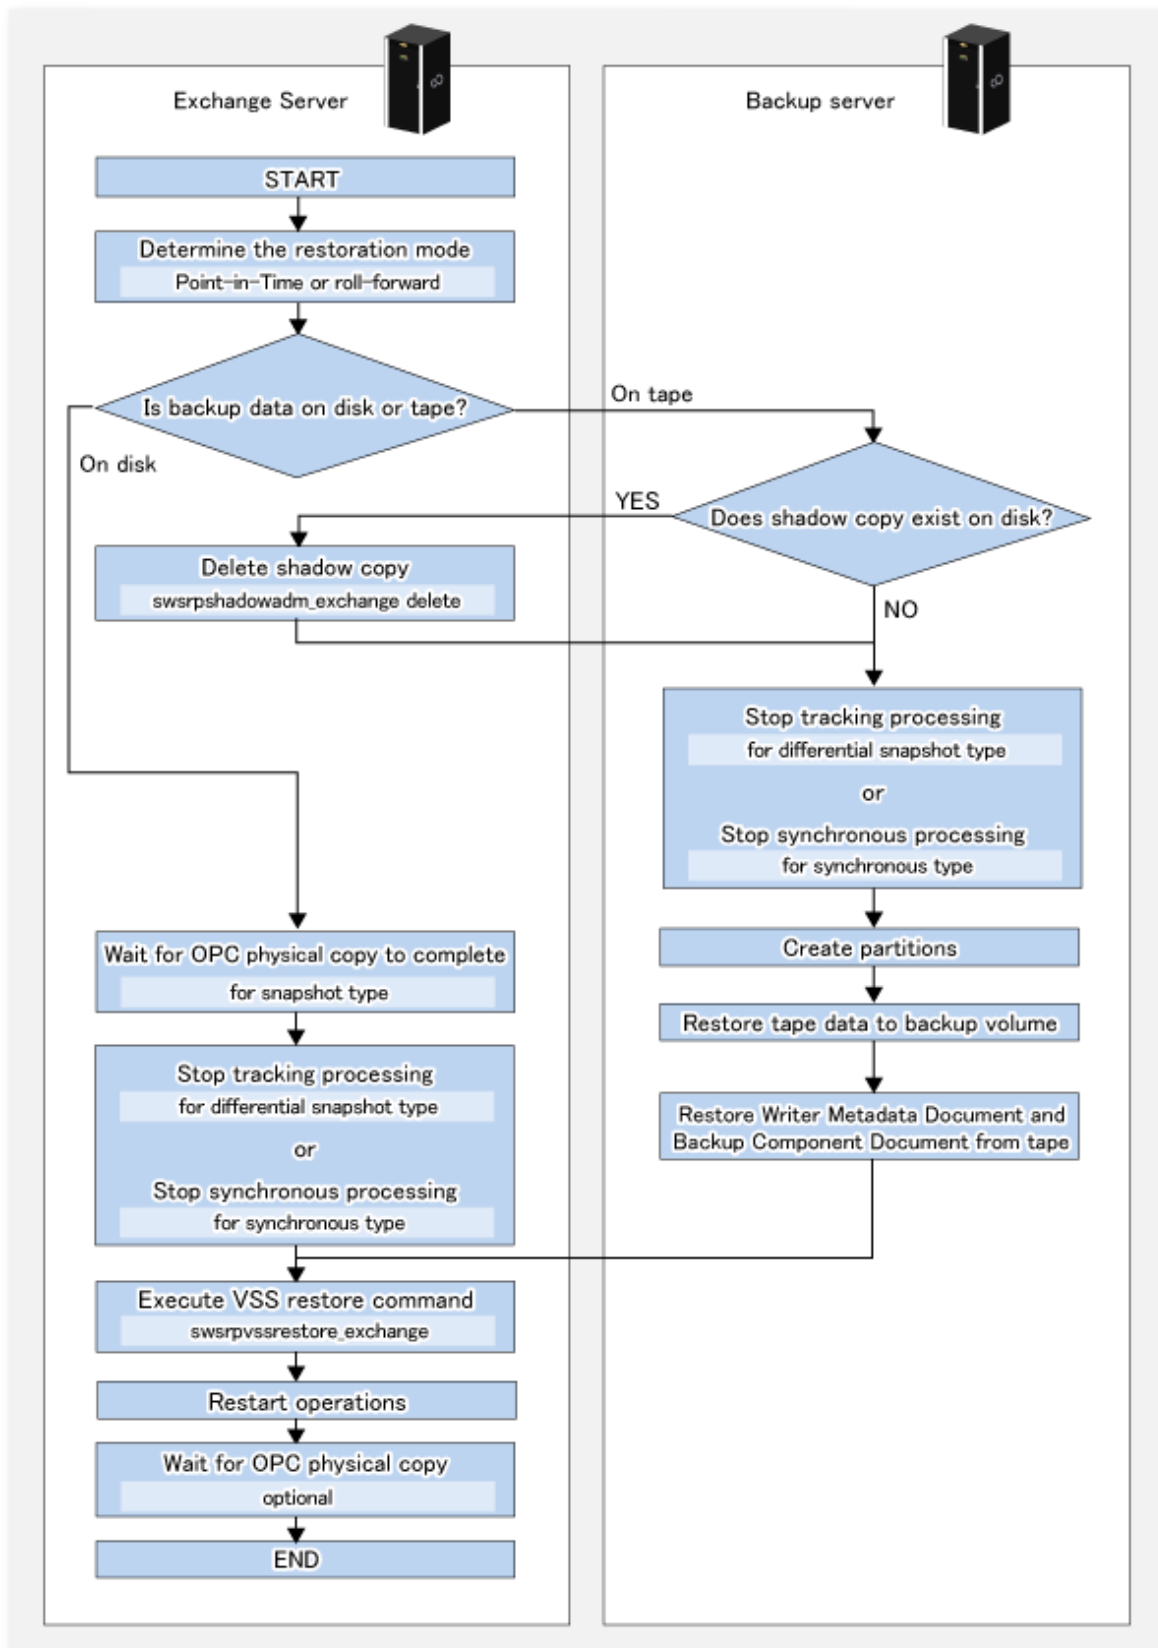 Exchange Server
Backup server
START
Determine the restoration mode
Point-in-Time or roll-forward
Is backup data on disk or tape?
On tape
On disk
YES
Does shadow copy exist on disk?
Delete shadow copy
swsrpshadowadm_exchange delete
NO
Stop tracking processing
for differential snapshot type
or
Stop synchronous processing
for synchronous type
Create partitions
Restore tape data to backup volume
Restore Writer Metadata Document and
Backup Component Document from tape
Wait for OPC physical copy to complete
for snapshot type
Stop tracking processing
for differential snapshot type
or
Stop synchronous processing
for synchronous type
Execute VSS restore command
swsrpvssrestore_exchange
Restart operations
Wait for OPC physical copy
optional
END